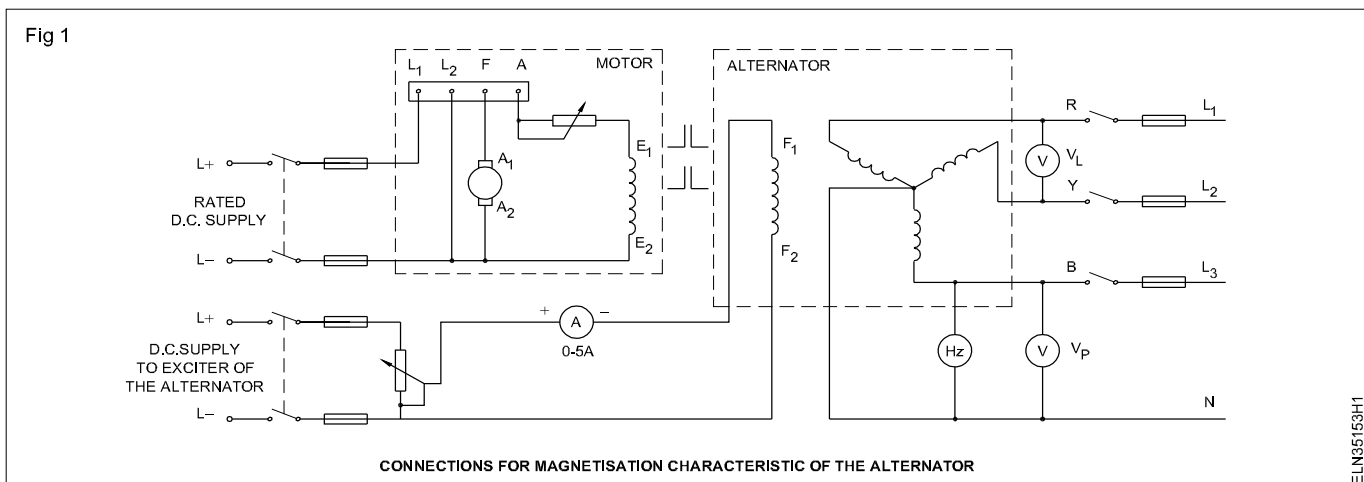 Fig 1
L1 L2 F A
MOTOR
ALTERNATOR
L+
RATED
D.C. SUPPLY
L–
A1
A2
E1
E2
F1
F2
R
L1
V
VL
Y
L2
B
L3
L+
D.C.SUPPLY
TO EXCITER OF
THE ALTERNATOR
L–
+ A –
0-5A
Hz
V
VP
N
CONNECTIONS FOR MAGNETISATION CHARACTERISTIC OF THE ALTERNATOR
ELN35153H1